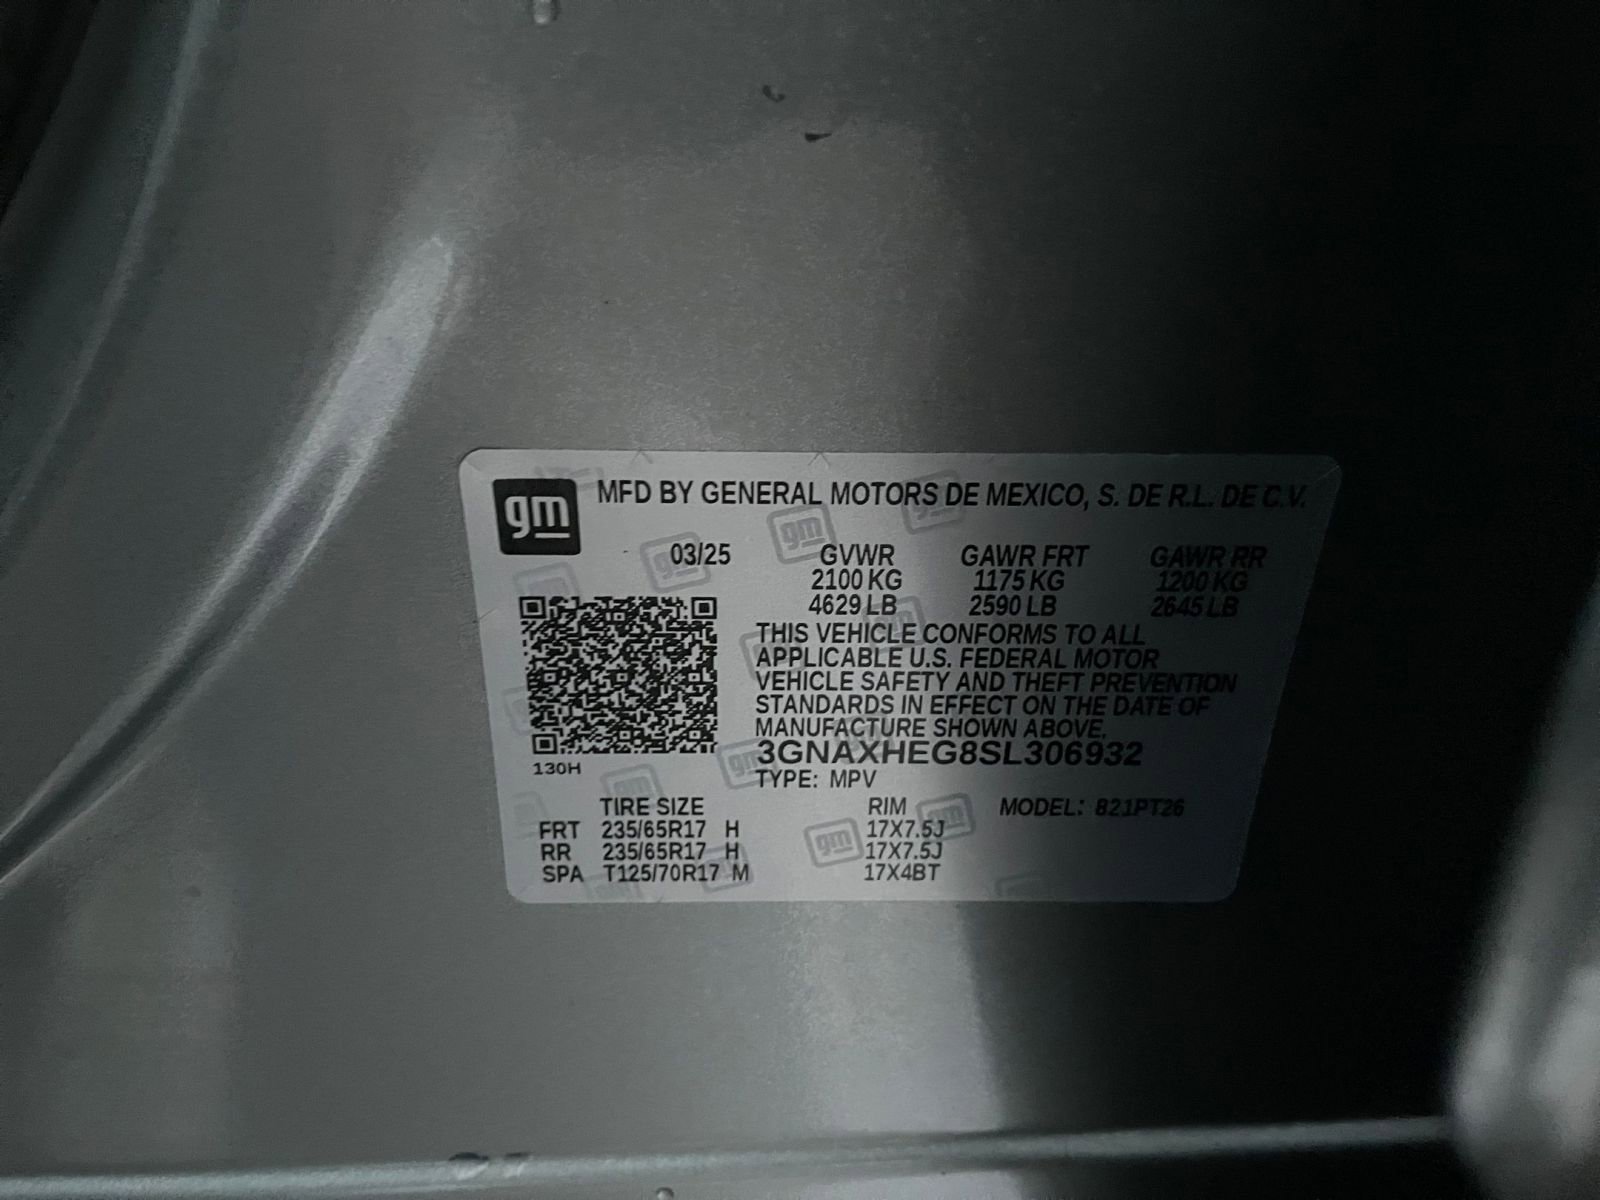 gm MFD BY GENERAL MOTORS DE MEXICO, S. DE R.L. DE C.V.
03/25 GVWR GAWR FRT GAWR RR
2100 KG 1175 KG 1200 KG
4629 LB 2590 LB 2645 LB
THIS VEHICLE CONFORMS TO ALL
APPLICABLE U.S. FEDERAL MOTOR
VEHICLE SAFETY AND THEFT PREVENTION
STANDARDS IN EFFECT ON THE DATE OF
MANUFACTURE SHOWN ABOVE.
3GNAXHEG8SL306932
130H
TYPE: MPV
TIRE SIZE RIM MODEL: 821PT26
FRT 235/65R17 H 17X7.5J
RR 235/65R17 H 17X7.5J
SPA T125/70R17 M 17X4BT